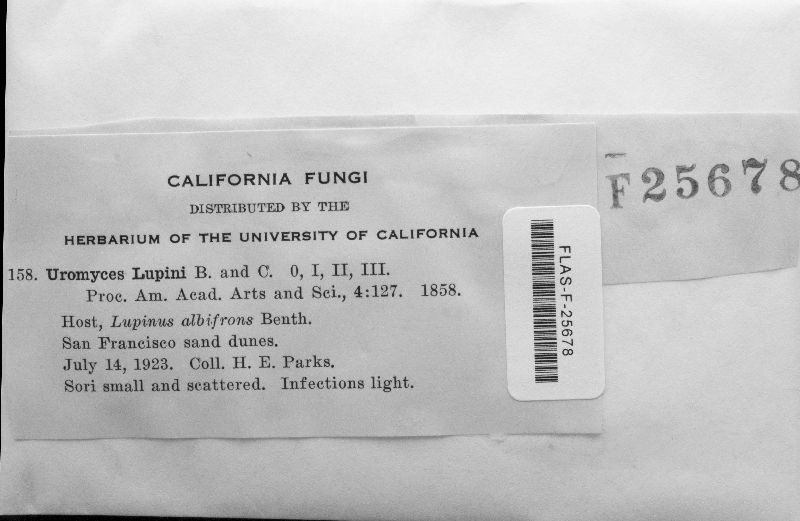 CALIFORNIA FUNGI
DISTRIBUTED BY THE
HERBARIUM OF THE UNIVERSITY OF CALIFORNIA
158. Uromyces Lupini B. and C. 0, I, II, III.
Proc. Am. Acad. Arts and Sci., 4:127. 1858.
Host, Lupinus albifrons Benth.
San Francisco sand dunes.
July 14, 1923. Coll. H. E. Parks.
Sori small and scattered. Infections light.
F25678
FLAS-F-25678